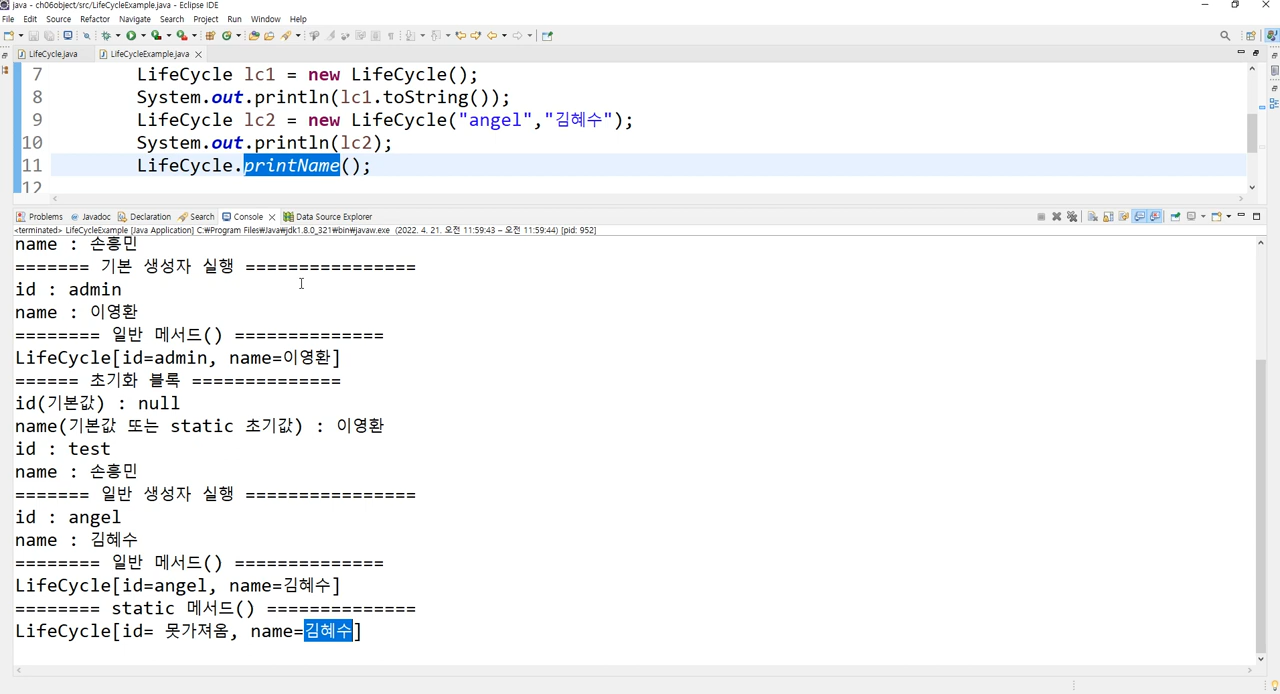 java - ch06object/src/LifeCycleExample.java - Eclipse IDE
File Edit Source Refactor Navigate Search Project Run Window Help
LifeCycle.java LifeCycleExample.java
7 LifeCycle lc1 = new LifeCycle();
8 System.out.println(lc1.toString());
9 LifeCycle lc2 = new LifeCycle("angel","김혜수");
10 System.out.println(lc2);
11 LifeCycle.printName();
12
Problems Javadoc Declaration Search Console Data Source Explorer
<terminated> LifeCycleExample [Java Application] C:₩Program Files₩Java₩jdk1.8.0_321₩bin₩javaw.exe (2022. 4. 21. 오전 11:59:43 – 오전 11:59:44) [pid: 952]
name : 손흥민
======= 기본 생성자 실행 ================
id : admin
name : 이영환
======== 일반 메서드() ==============
LifeCycle[id=admin, name=이영환]
====== 초기화 블록 ==============
id(기본값) : null
name(기본값 또는 static 초기값) : 이영환
id : test
name : 손흥민
======= 일반 생성자 실행 ================
id : angel
name : 김혜수
======== 일반 메서드() ==============
LifeCycle[id=angel, name=김혜수]
======== static 메서드() ==============
LifeCycle[id= 못가져옴, name=김혜수]